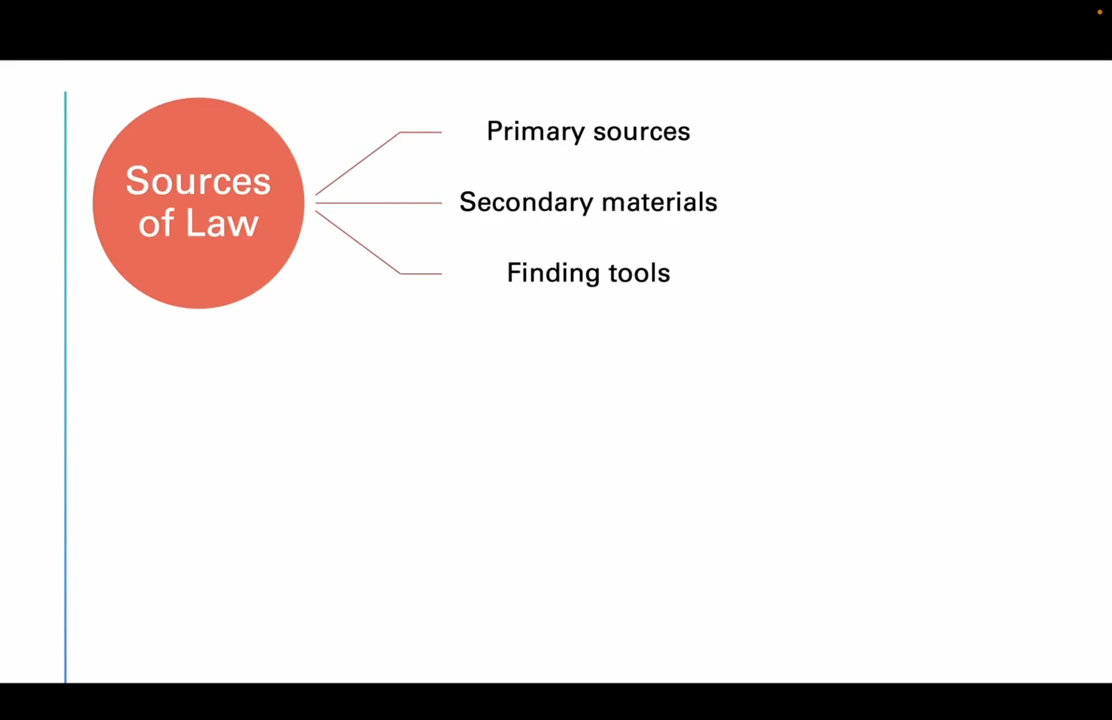 Sources
of Law
Primary sources
Secondary materials
Finding tools